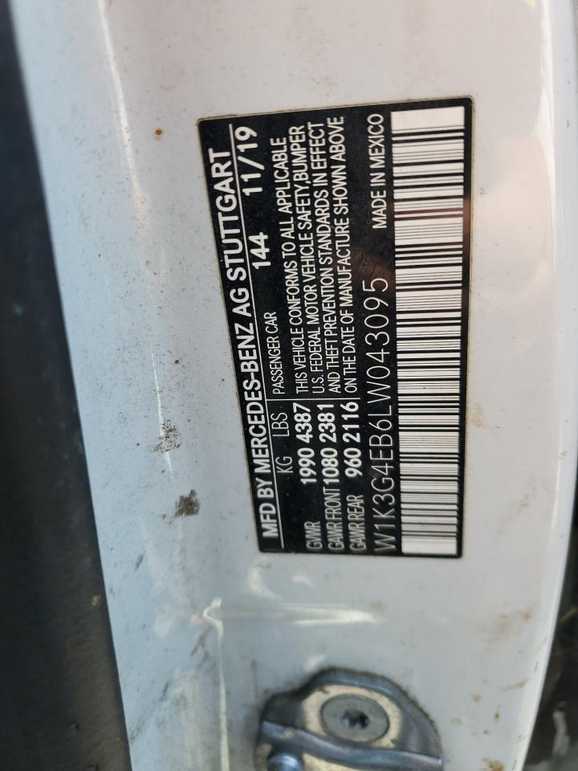 MFD BY MERCEDES-BENZ AG STUTTGART
144 11/19
KG LBS PASSENGER CAR
GVWR 1990 4387 THIS VEHICLE CONFORMS TO ALL APPLICABLE
U.S. FEDERAL MOTOR VEHICLE SAFETY, BUMPER
GAWR FRONT 1080 2381 AND THEFT PREVENTION STANDARDS IN EFFECT
GAWR REAR 960 2116 ON THE DATE OF MANUFACTURE SHOWN ABOVE
W1K3G4EB6LW043095 MADE IN MEXICO